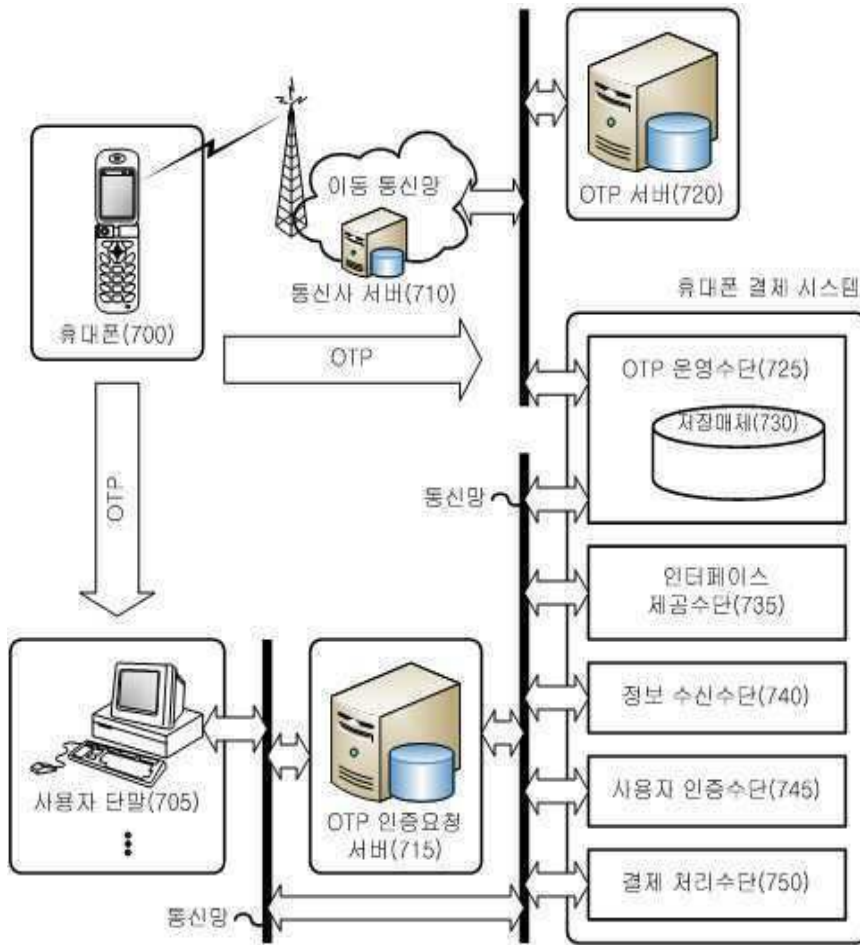 OTP 서버(720)
이동 통신망
통신사 서버(710)
휴대폰(700)
휴대폰 결제 시스템
OTP
OTP 운영수단(725)
저장매체(730)
OTP
통신망
인터페이스
제공수단(735)
정보 수신수단(740)
사용자 단말(705)
OTP 인증요청
서버(715)
사용자 인증수단(745)
결제 처리수단(750)
통신망